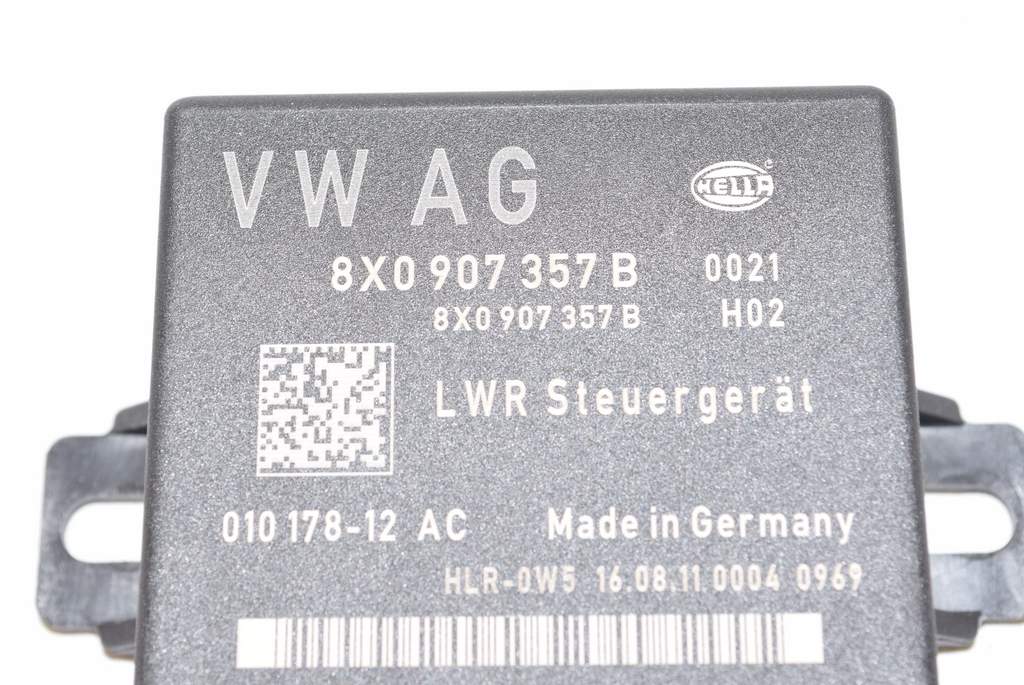 VW AG
HELLA ©
8X0 907 357 B 0021
8X0 907 357 B H02
LWR Steuergerät
010 178-12 AC Made in Germany
HLR-0W5 16.08.11 0004 0969